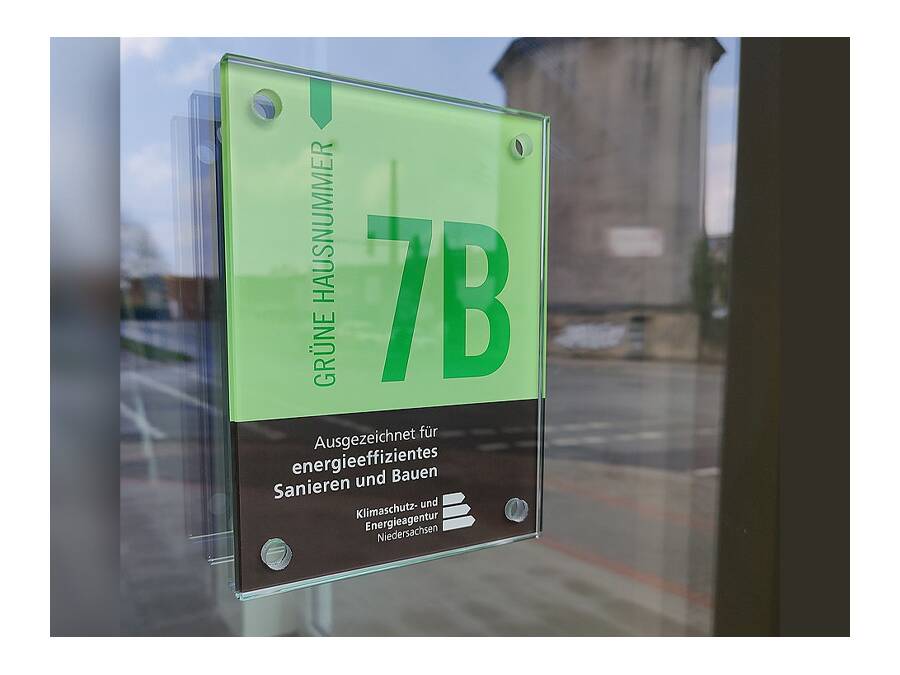 GRÜNE HAUSNUMMER
7B
Ausgezeichnet für
energieeffizientes
Sanieren und Bauen
Klimaschutz- und
Energieagentur
Niedersachsen